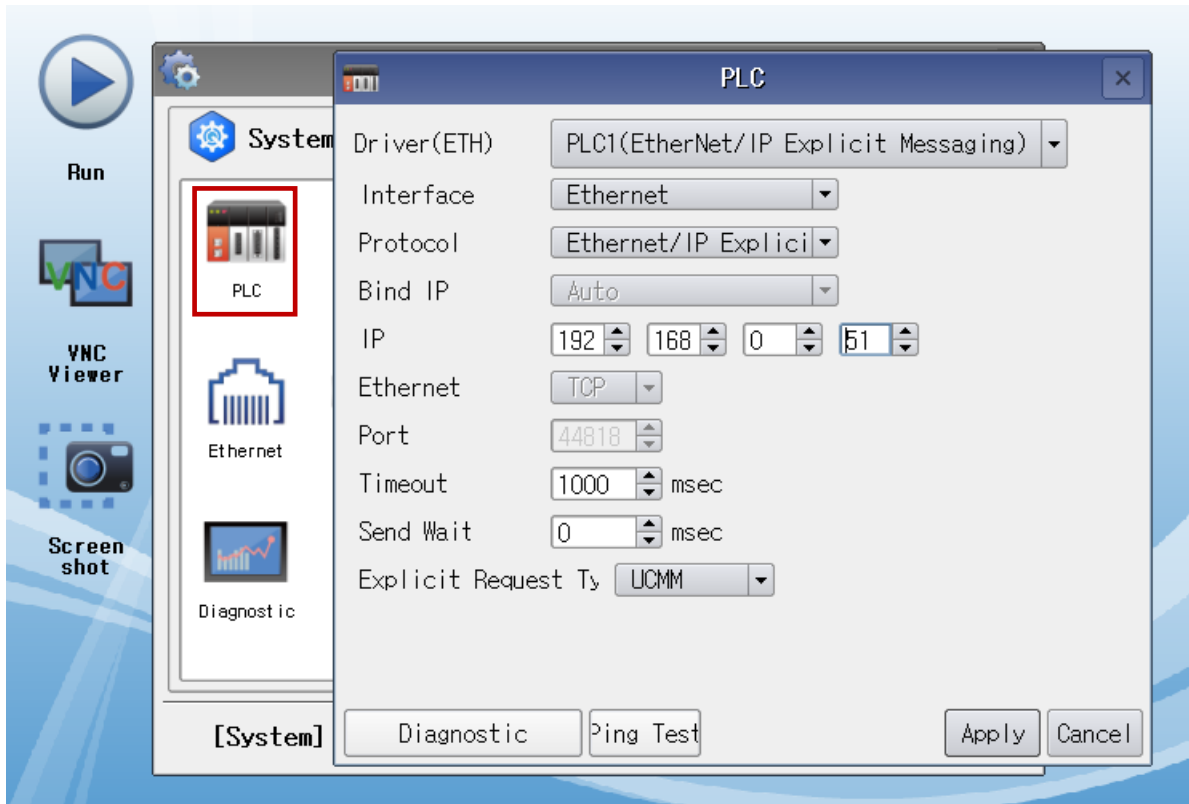 Run
VNC
VNC
Viewer
Screen
shot
System
PLC
Ethernet
Diagnostic
[System]
PLC
Driver(ETH) PLC1(EtherNet/IP Explicit Messaging)
Interface Ethernet
Protocol Ethernet/IP Explici
Bind IP Auto
IP 192 168 0 51
Ethernet TCP
Port 44818
Timeout 1000 msec
Send Wait 0 msec
Explicit Request Ty UCMM
Diagnostic Ping Test Apply Cancel